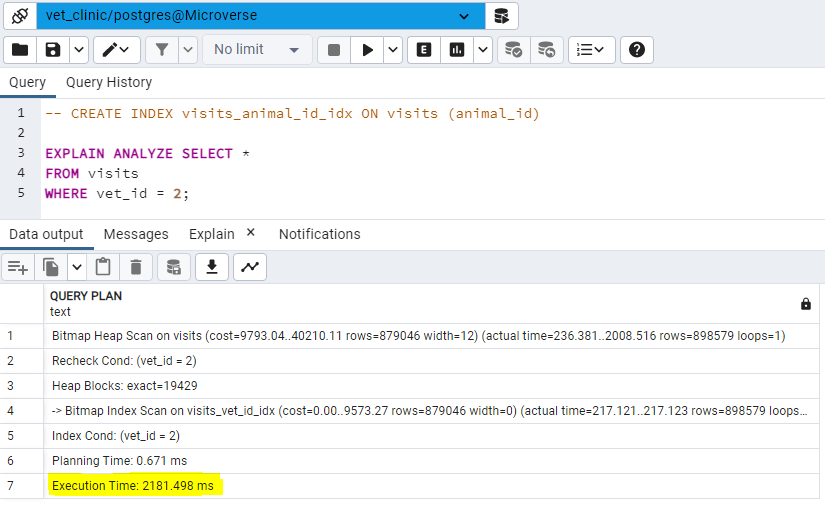 vet_clinic/postgres@Microverse
No limit
E
Query Query History
1 -- CREATE INDEX visits_animal_id_idx ON visits (animal_id)
2
3 EXPLAIN ANALYZE SELECT *
4 FROM visits
5 WHERE vet_id = 2;
Data output Messages Explain × Notifications
QUERY PLAN
text
1 Bitmap Heap Scan on visits (cost=9793.04..40210.11 rows=879046 width=12) (actual time=236.381..2008.516 rows=898579 loops=1)
2 Recheck Cond: (vet_id = 2)
3 Heap Blocks: exact=19429
4 -> Bitmap Index Scan on visits_vet_id_idx (cost=0.00..9573.27 rows=879046 width=0) (actual time=217.121..217.123 rows=898579 loops...
5 Index Cond: (vet_id = 2)
6 Planning Time: 0.671 ms
7 Execution Time: 2181.498 ms